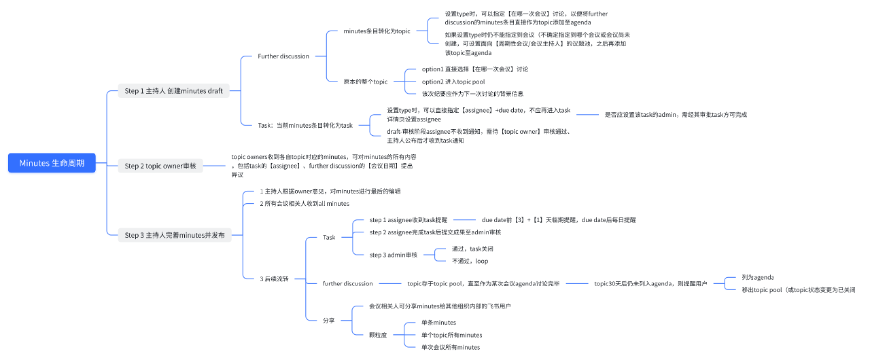 设置type时，可以指定【在哪一次会议】讨论，以便将further
discussion的minutes条目直接作为topic添加至agenda
minutes条目转化为topic
如果设置type时仍不能指定到会议（不确定指定到哪个会议或会议尚未
创建，可设置面向【周期性会议/会议主持人】的议题池，之后再添加
该topic至agenda
Further discussion
option1 直接选择【在哪一次会议】讨论
原本的整个topic
option2 进入topic pool
该次纪要应作为下一次讨论的背景信息
Step 1 主持人 创建minutes draft
设置type时，可以直接指定【assignee】+due date，不应再进入task
详情页设置assignee
是否应设置该task的admin，需经其审批task方可完成
Task：当前minutes条目转化为task
draft-审核阶段assignee不收到通知，最终【topic owner】审核通过、
主持人公布后才收到task通知
Minutes 生命周期
Step 2 topic owner审核
topic owners收到各自topic对应的minutes，可对minutes的所有内容
，包括task的【assignee】、further discussion的【会议日期】提出
异议
1 主持人根据owner意见，对minutes进行最后的编辑
2 所有会议相关人收到all minutes
Step 3 主持人完善minutes并发布
step 1 assignee收到task提醒
due date前【3】+【1】天临期提醒，due date后每日提醒
Task
step 2 assignee完成task后提交成果至admin审核
step 3 admin审核
通过，task关闭
不通过，loop
3 后续流转
further discussion
topic存于topic pool，直至作为某次会议agenda讨论完毕
topic30天后仍未列入agenda，则提醒用户
列为agenda
移出topic pool（或topic状态变更为已关闭
会议相关人可分享minutes给其他组织内部的飞书用户
分享
颗粒度
单条minutes
单个topic所有minutes
单次会议所有minutes